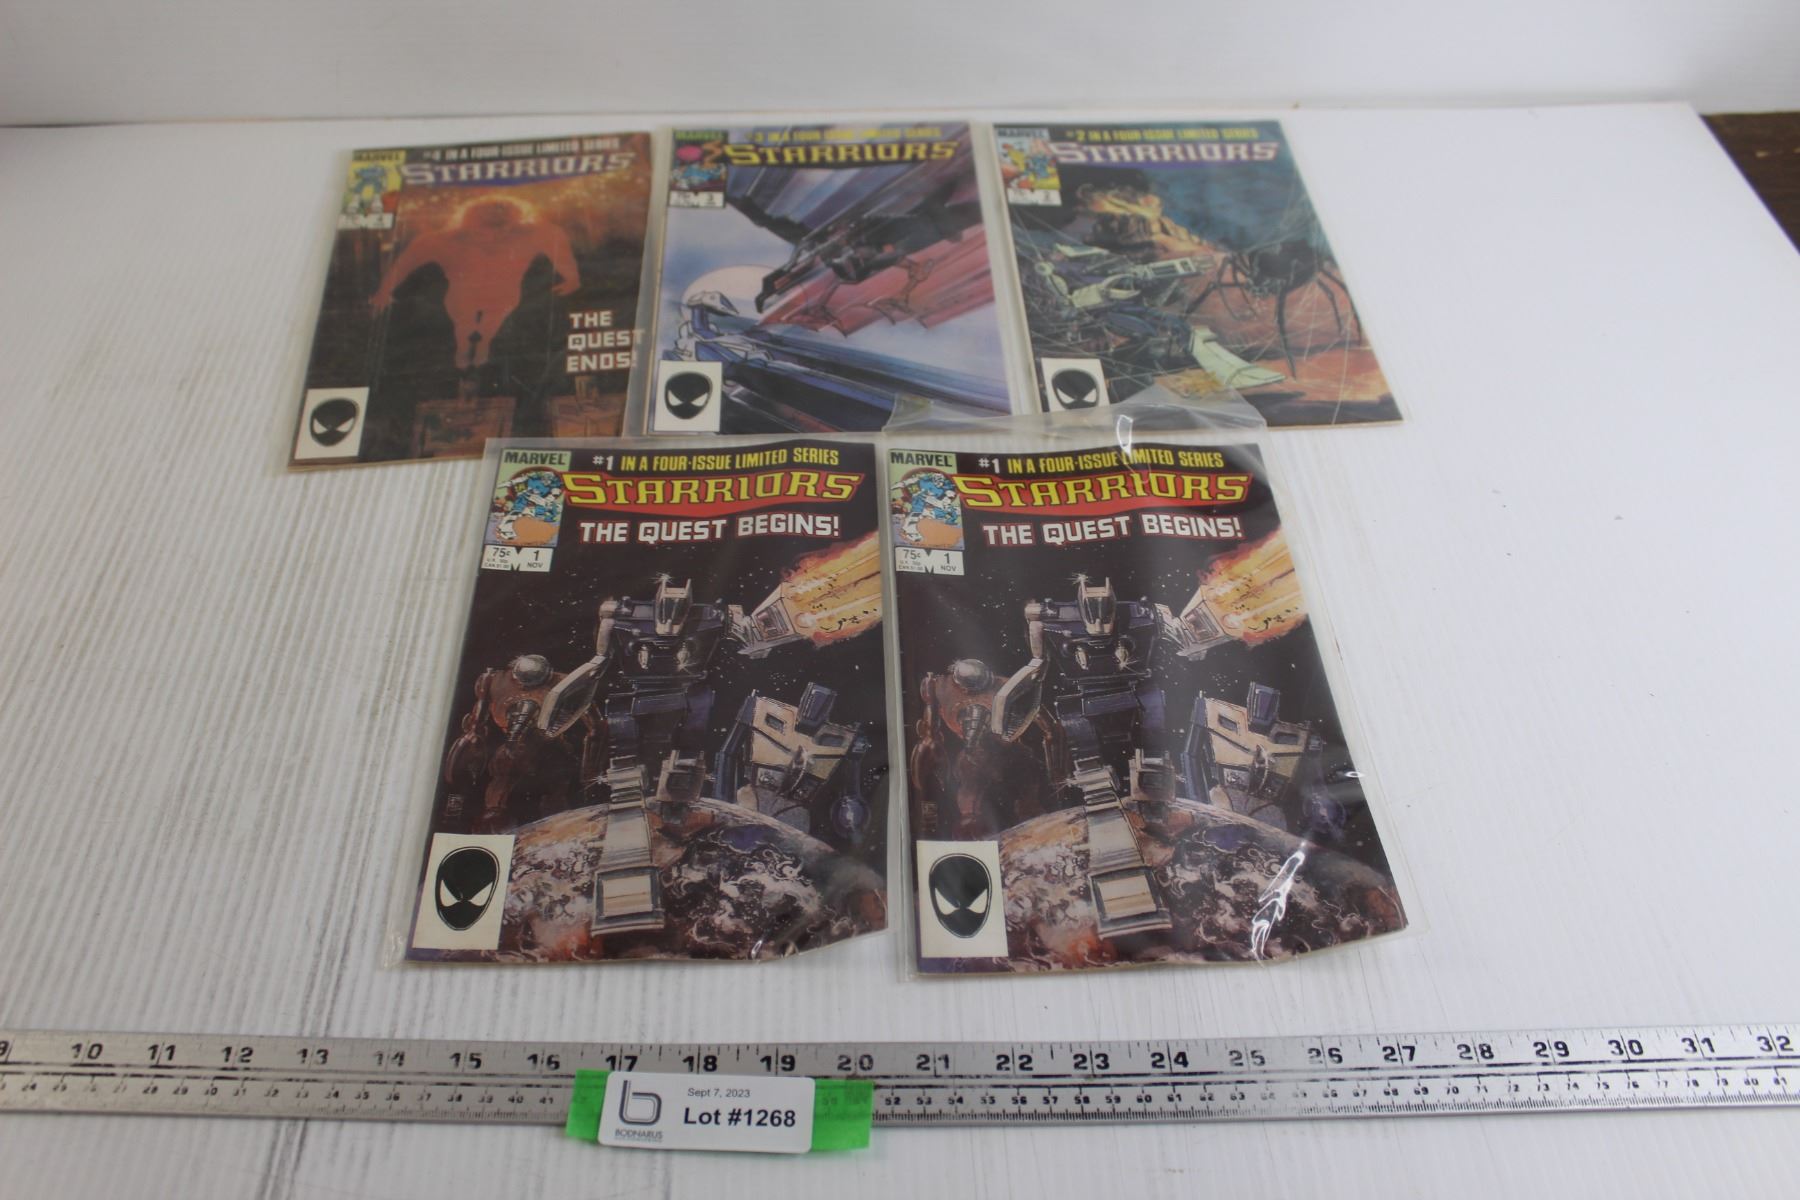 MARVEL
#4 IN A FOUR-ISSUE LIMITED SERIES
STARRIORS
4
THE
QUEST
ENDS!
MARVEL
#3 IN A FOUR-ISSUE LIMITED SERIES
STARRIORS
3
MARVEL
#2 IN A FOUR-ISSUE LIMITED SERIES
STARRIORS
2
MARVEL
#1 IN A FOUR-ISSUE LIMITED SERIES
STARRIORS
THE QUEST BEGINS!
75¢
1
NOV
MARVEL
#1 IN A FOUR-ISSUE LIMITED SERIES
STARRIORS
THE QUEST BEGINS!
75¢
1
NOV
10 11 12 13 14 15 16 17 18 19 20 21 22 23 24 25 26 27 28 29 30 31 32
Sept 7, 2023
Lot #1268
b
BODNARUS